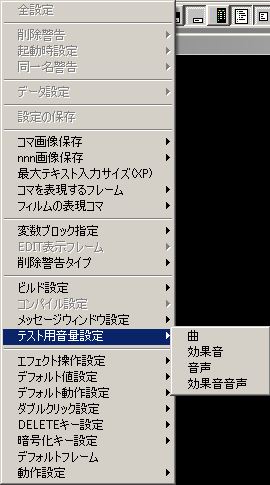 全設定
削除警告
起動時設定
同一名警告
データ設定
設定の保存
コマ画像保存
nnn画像保存
最大テキスト入力サイズ(XP)
コマを表現するフレーム
フィルムの表現コマ
変数ブロック指定
EDIT表示フレーム
削除警告タイプ
ビルド設定
コンパイル設定
メッセージウィンドウ設定
テスト用音量設定
曲
効果音
音声
効果音音声
エフェクト操作設定
デフォルト値設定
デフォルト動作設定
ダブルクリック設定
DELETEキー設定
暗号化キー設定
デフォルトフレーム
動作設定